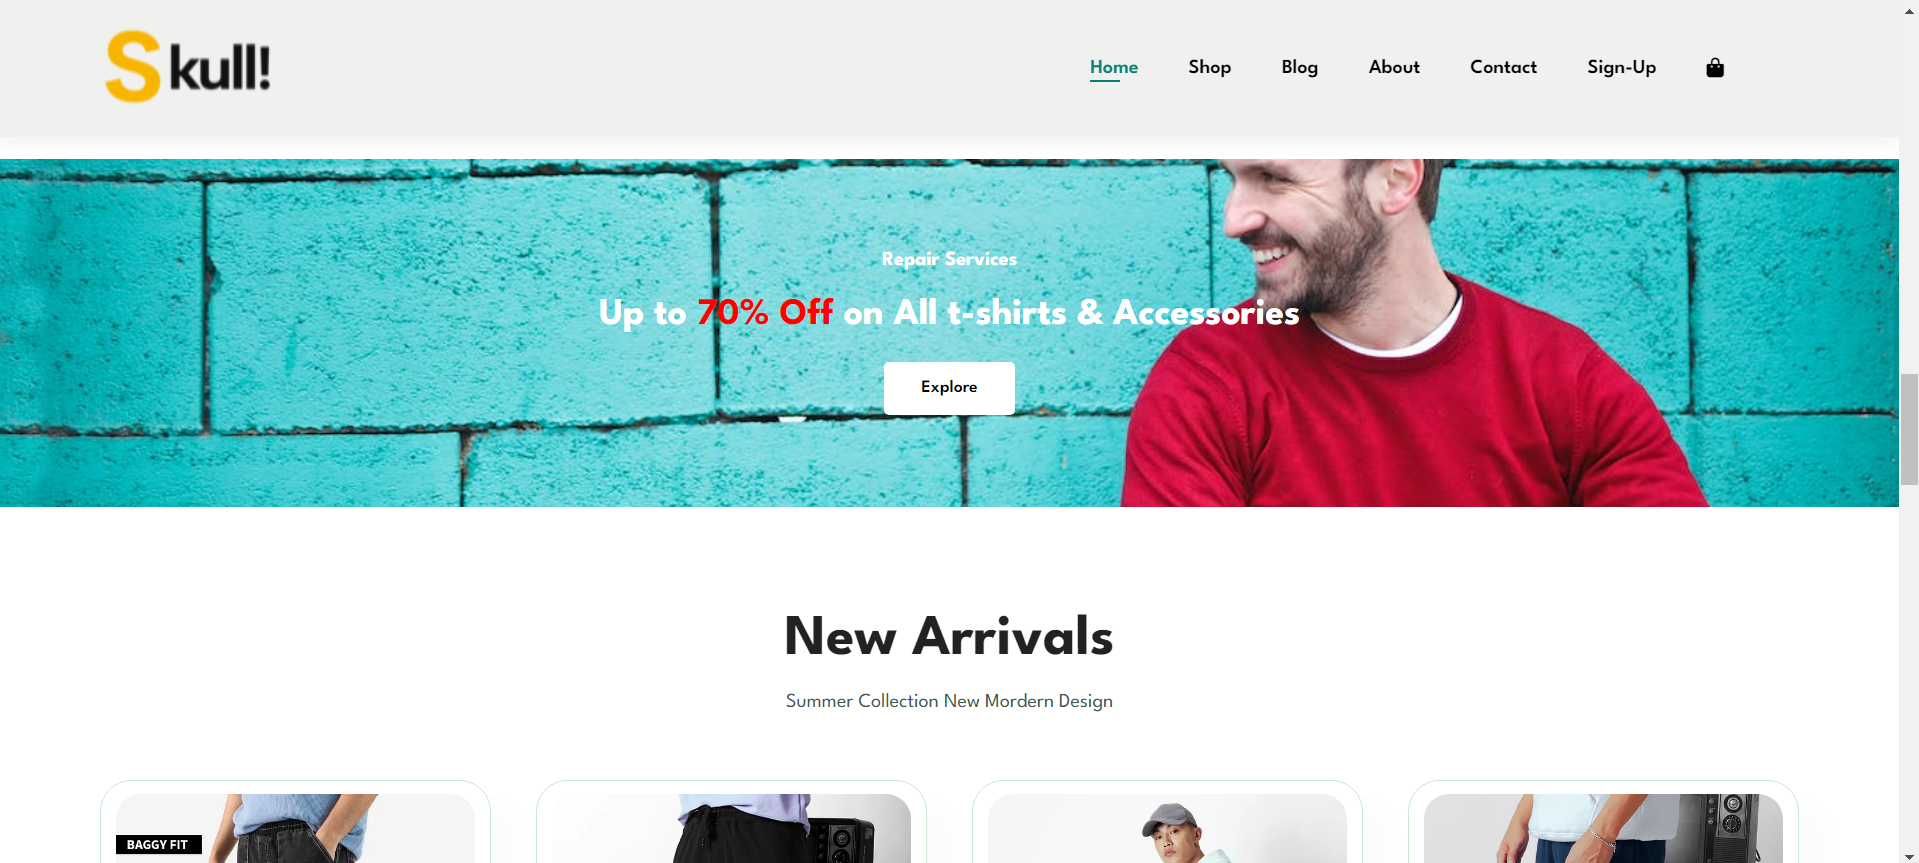 Skull!
Home Shop Blog About Contact Sign-Up
Repair Services
Up to 70% Off on All t-shirts & Accessories
Explore
New Arrivals
Summer Collection New Mordern Design
BAGGY FIT